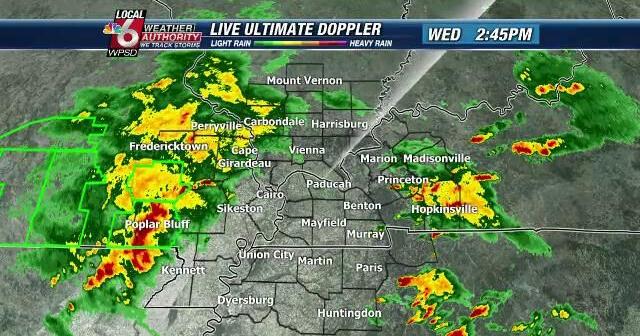 LOCAL
6
WPSD
WEATHER
AUTHORITY
WE TRACK STORMS
LIVE ULTIMATE DOPPLER
LIGHT RAIN HEAVY RAIN
WED 2:45PM
Mount Vernon
Perryville Carbondale Harrisburg
Fredericktown Cape Girardeau Vienna
Marion Madisonville
Princeton
Paducah
Cairo
Sikeston Benton Hopkinsville
Poplar Bluff Mayfield
Murray
Union City Martin
Kennett Paris
Dyersburg
Huntingdon